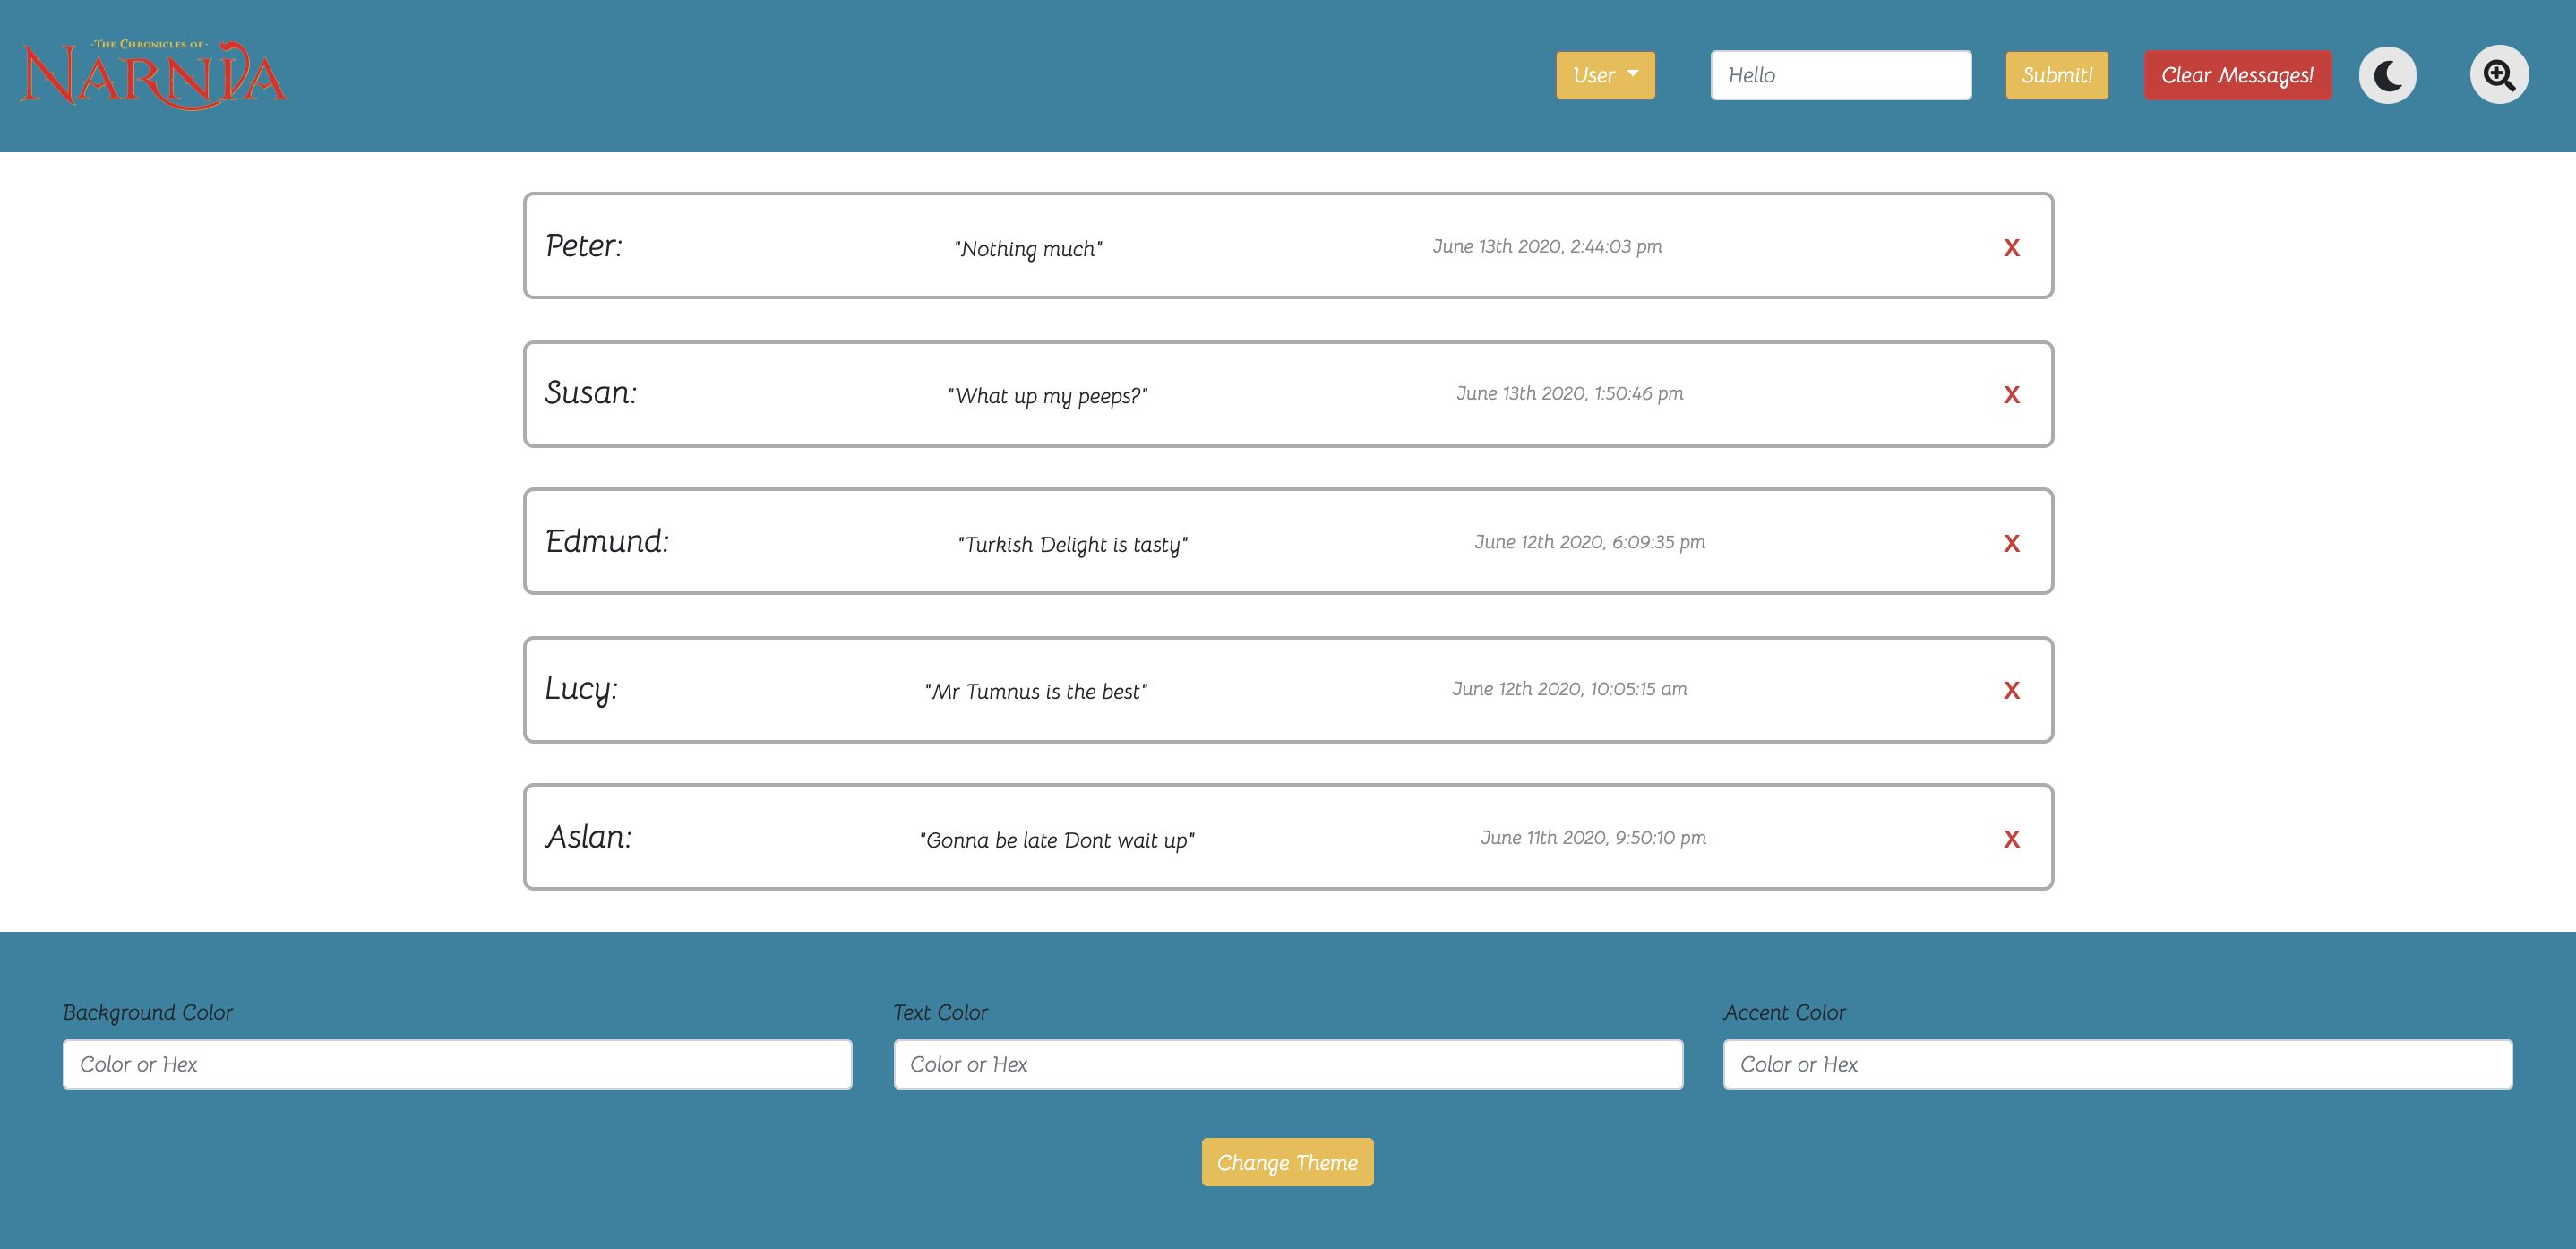 ·The Chronicles of·
NARNIA
User
Hello
Submit!
Clear Messages!
Peter:
"Nothing much"
June 13th 2020, 2:44:03 pm
X
Susan:
"What up my peeps?"
June 13th 2020, 1:50:46 pm
X
Edmund:
"Turkish Delight is tasty"
June 12th 2020, 6:09:35 pm
X
Lucy:
"Mr Tumnus is the best"
June 12th 2020, 10:05:15 am
X
Aslan:
"Gonna be late Dont wait up"
June 11th 2020, 9:50:10 pm
X
Background Color
Color or Hex
Text Color
Color or Hex
Accent Color
Color or Hex
Change Theme